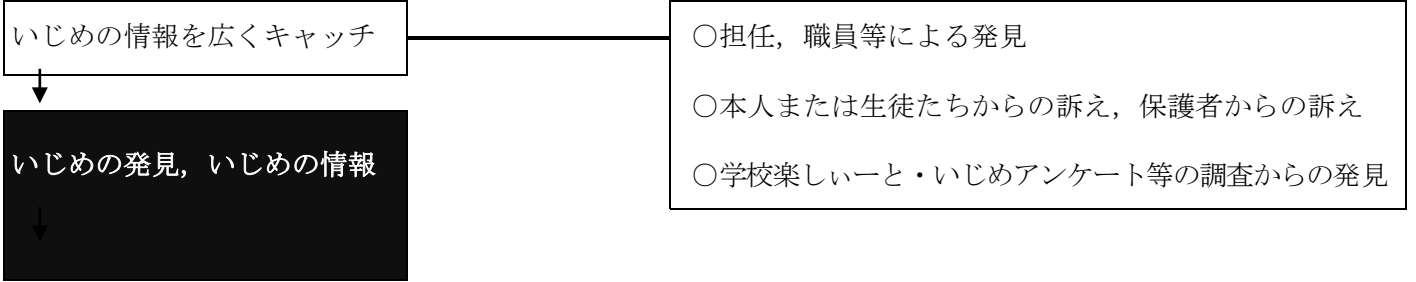 いじめの情報を広くキャッチ
○担任，職員等による発見
○本人または生徒たちからの訴え，保護者からの訴え
○学校楽しぃーと・いじめアンケート等の調査からの発見
いじめの発見，いじめの情報